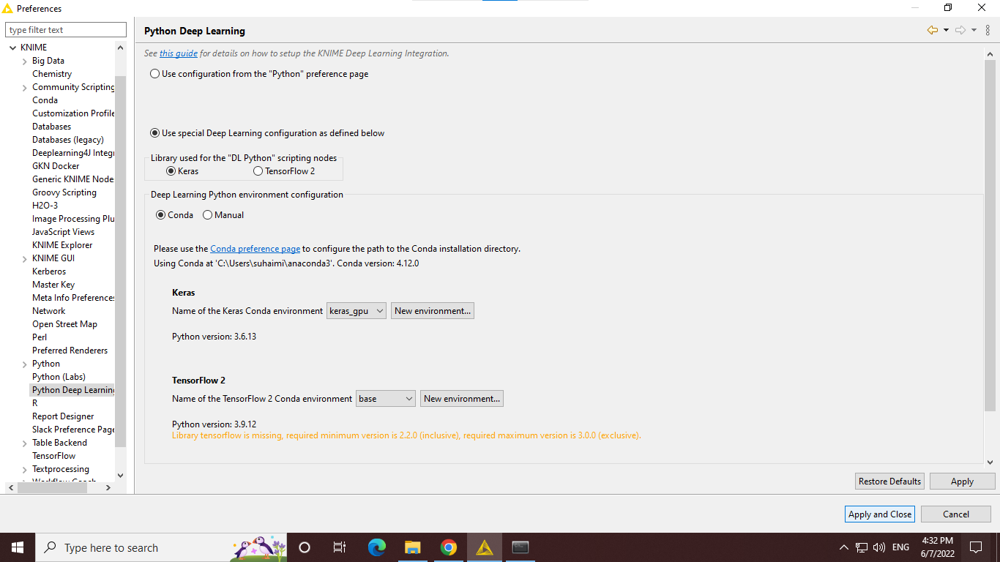 Preferences
type filter text
KNIME
Big Data
Chemistry
Community Scripting
Conda
Customization Profile
Databases
Databases (legacy)
Deeplearning4J Integr
GKN Docker
Generic KNIME Node
Groovy Scripting
H2O-3
Image Processing Plu
JavaScript Views
KNIME Explorer
KNIME GUI
Kerberos
Master Key
Meta Info Preferences
Network
Open Street Map
Perl
Preferred Renderers
Python
Python (Labs)
Python Deep Learning
R
Report Designer
Slack Preference Page
Table Backend
TensorFlow
Textprocessing
Workflow Coach
Python Deep Learning
See this guide for details on how to setup the KNIME Deep Learning Integration.
Use configuration from the "Python" preference page
Use special Deep Learning configuration as defined below
Library used for the "DL Python" scripting nodes
Keras TensorFlow 2
Deep Learning Python environment configuration
Conda Manual
Please use the Conda preference page to configure the path to the Conda installation directory.
Using Conda at 'C:\Users\suhaimi\anaconda3'. Conda version: 4.12.0
Keras
Name of the Keras Conda environment keras_gpu New environment...
Python version: 3.6.13
TensorFlow 2
Name of the TensorFlow 2 Conda environment base New environment...
Python version: 3.9.12
Library tensorflow is missing, required minimum version is 2.2.0 (inclusive), required maximum version is 3.0.0 (exclusive).
Restore Defaults Apply
Apply and Close Cancel
Type here to search
ENG
4:32 PM
6/7/2022